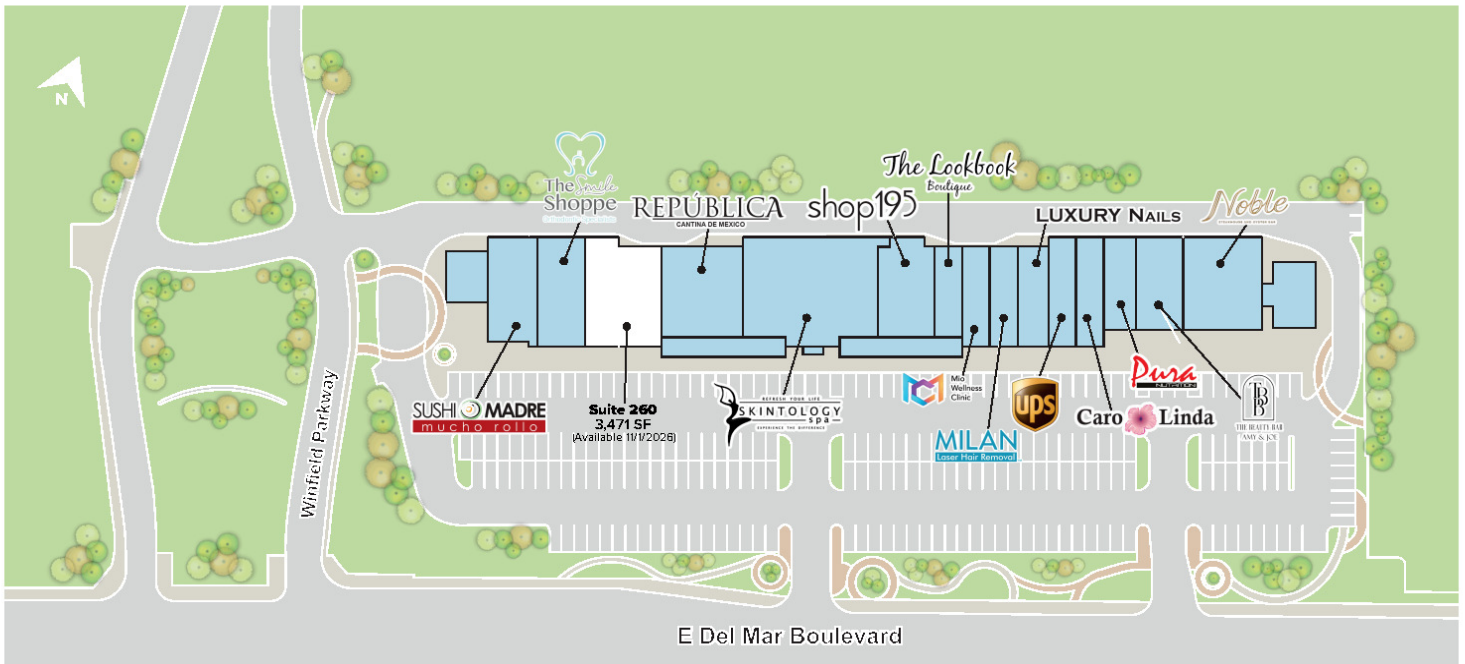 N
The Smile
Shoppe
REPÚBLICA
CANTINA DE MEXICO
shop195
The Lookbook
Boutique
LUXURY NAILS
Noble
SUSHI MADRE
mucho rollo
Suite 260
3,471 SF
(Available 11/1/2026)
REFRESH YOUR LIFE
SKINTOLOGY
spa
EXPERIENCE THE DIFFERENCE
Mio
Wellness
Clinic
MILAN
Laser Hair Removal
ups
Caro Linda
Pura
NUTRITION
TBB
THE BEAUTY BAR
AMY & JOE
Winfield Parkway
E Del Mar Boulevard